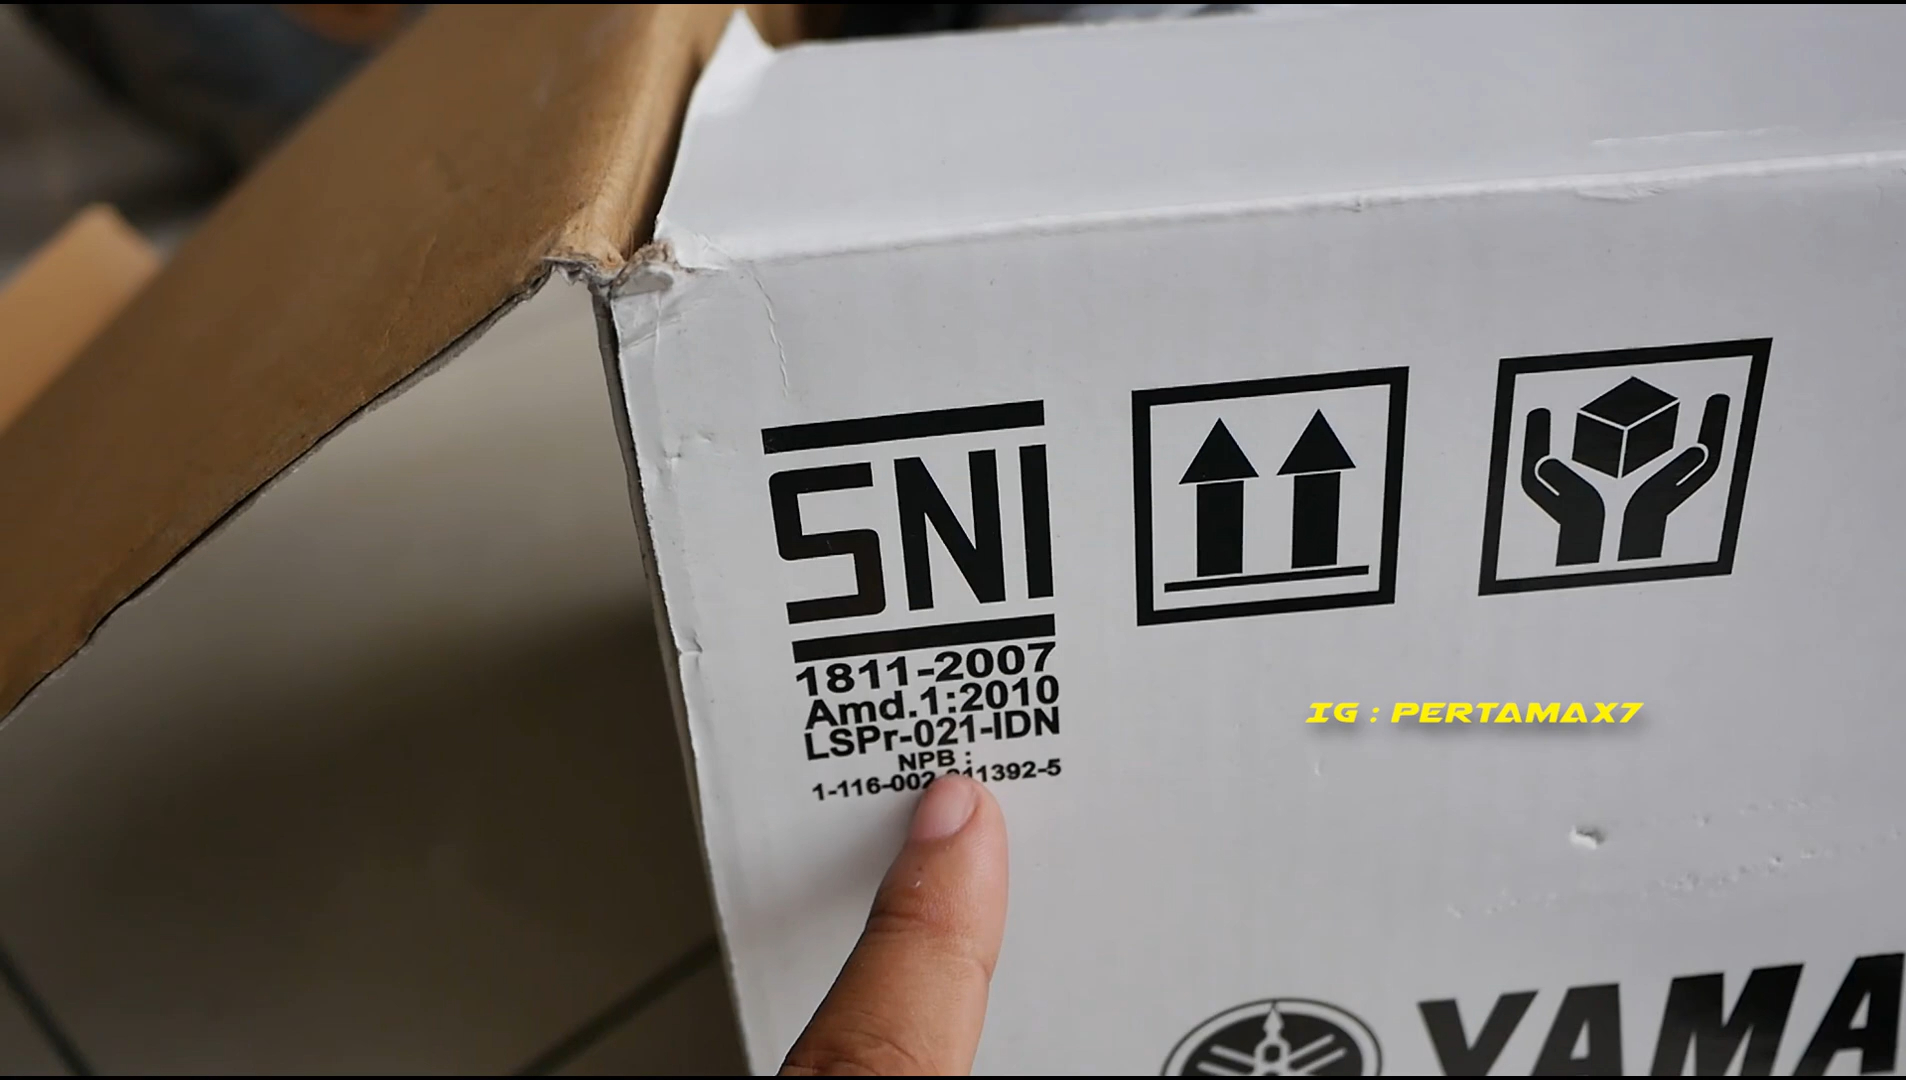 SNI
1811-2007
Amd.1:2010
LSPr-021-IDN
NPB :
IG : PERTAMAX7